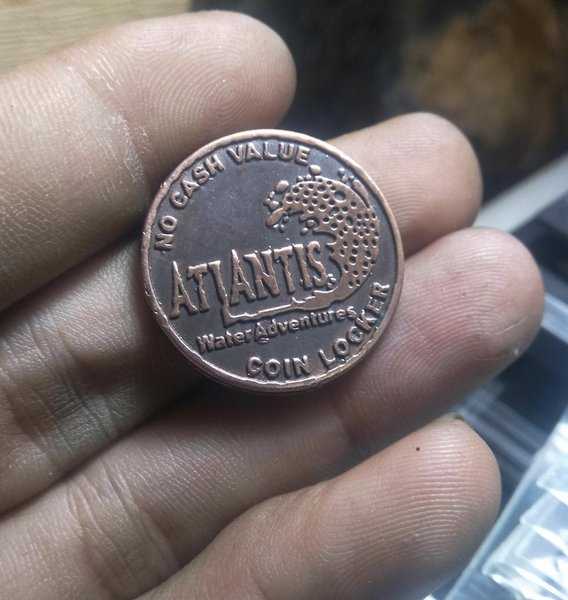 NO CASH VALUE
ATLANTIS
Water Adventures
COIN LOCKER